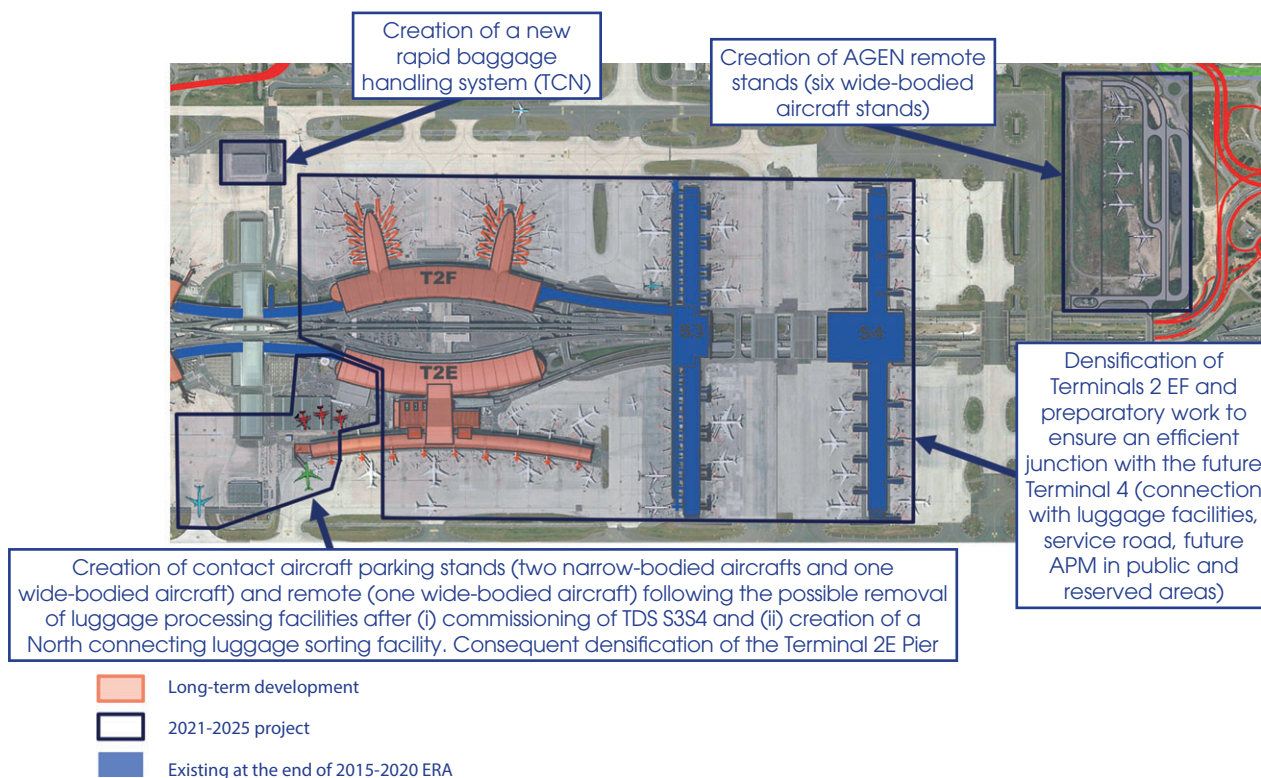 Creation of a new
rapid baggage
handling system (TCN)
Creation of AGEN remote
stands (six wide-bodied
aircraft stands)
T2F
S3
S4
T2E
Densification of
Terminals 2 EF and
preparatory work to
ensure an efficient
junction with the future
Terminal 4 (connection
with luggage facilities,
service road, future
APM in public and
reserved areas)
Creation of contact aircraft parking stands (two narrow-bodied aircrafts and one
wide-bodied aircraft) and remote (one wide-bodied aircraft) following the possible removal
of luggage processing facilities after (i) commissioning of TDS S3S4 and (ii) creation of a
North connecting luggage sorting facility. Consequent densification of the Terminal 2E Pier
Long-term development
2021-2025 project
Existing at the end of 2015-2020 ERA